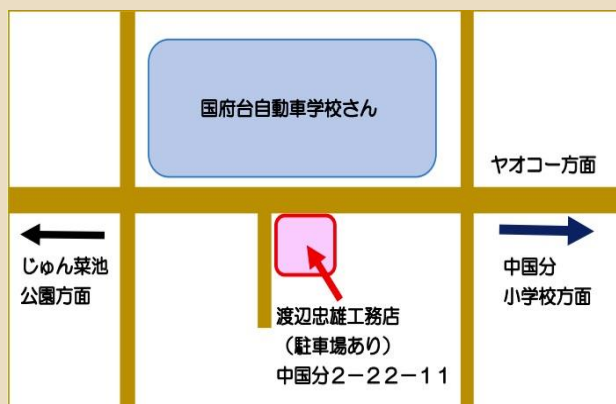 国府台自動車学校さん
ヤオコー方面
じゅん菜池
公園方面
中国分
小学校方面
渡辺忠雄工務店
（駐車場あり）
中国分２－２２－１１